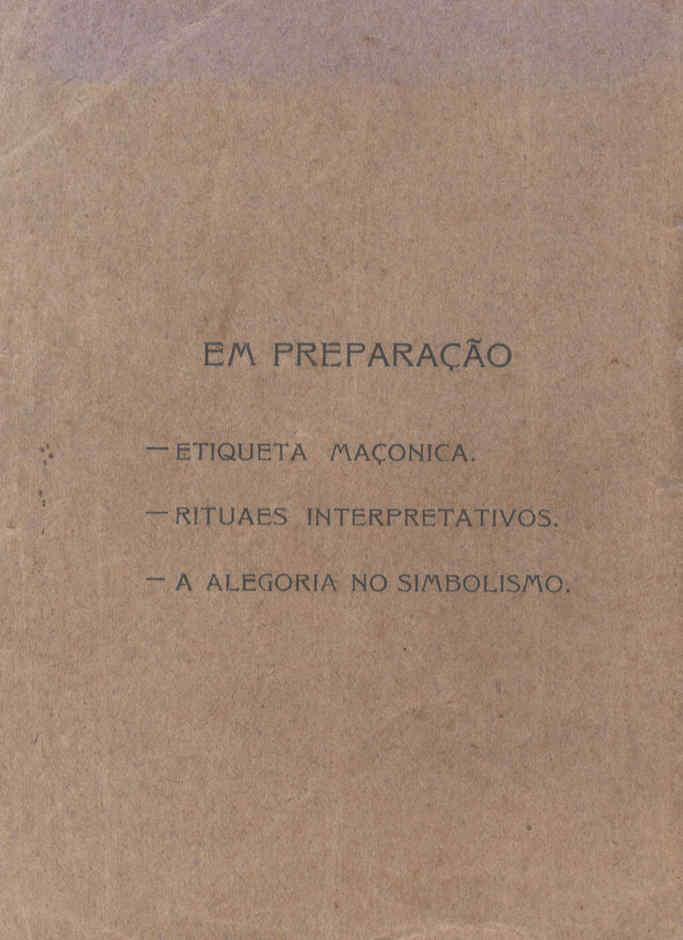 EM PREPARAÇÃO
— ETIQUETA MAÇONICA.
— RITUAES INTERPRETATIVOS.
— A ALEGORIA NO SIMBOLISMO.